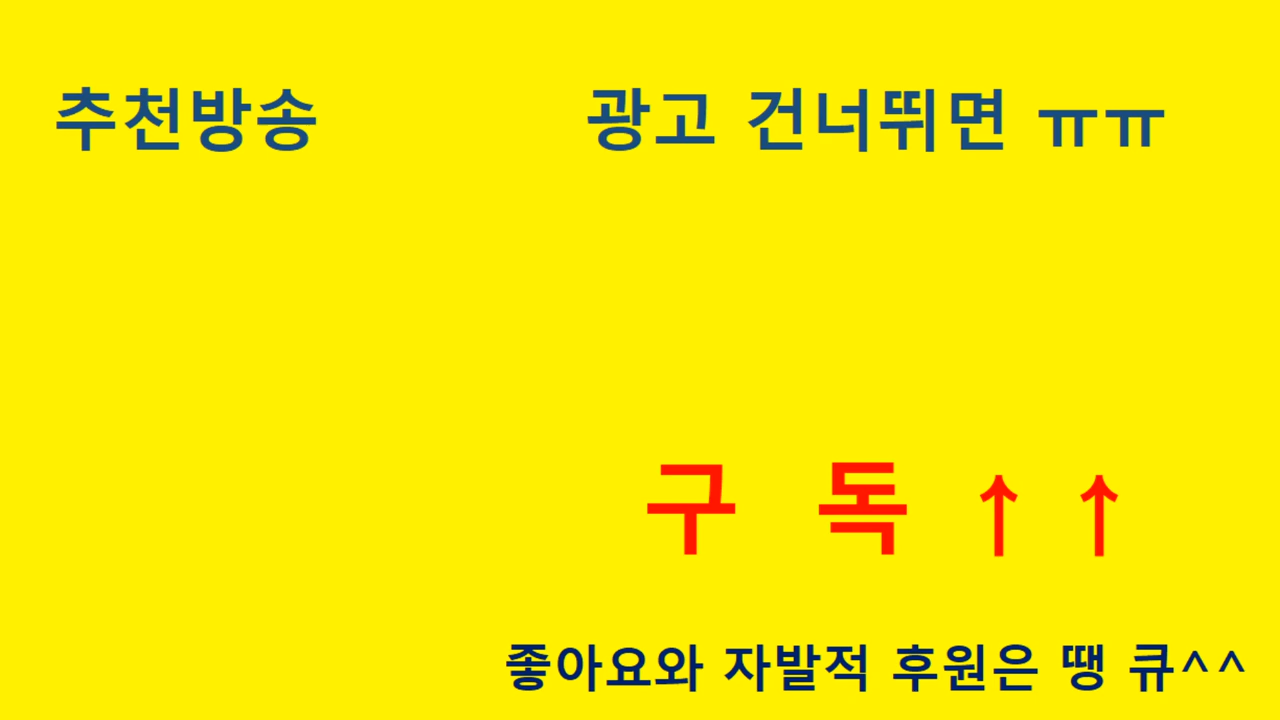 추천방송
광고 건너뛰면 ㅠㅠ
구 독 ↑ ↑
좋아요와 자발적 후원은 땡 큐^^